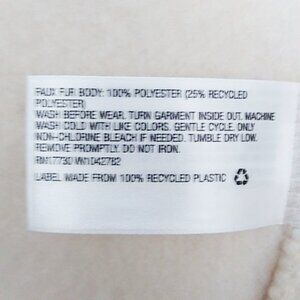 FAUX FUR BODY: 100% POLYESTER (25% RECYCLED
POLYESTER)
WASH BEFORE WEAR. TURN GARMENT INSIDE OUT. MACHINE
WASH COLD WITH LIKE COLORS. GENTLE CYCLE. ONLY
NON-CHLORINE BLEACH IF NEEDED. TUMBLE DRY LOW.
REMOVE PROMPTLY. DO NOT IRON.
RN17730 VN1042782
LABEL MADE FROM 100% RECYCLED PLASTIC